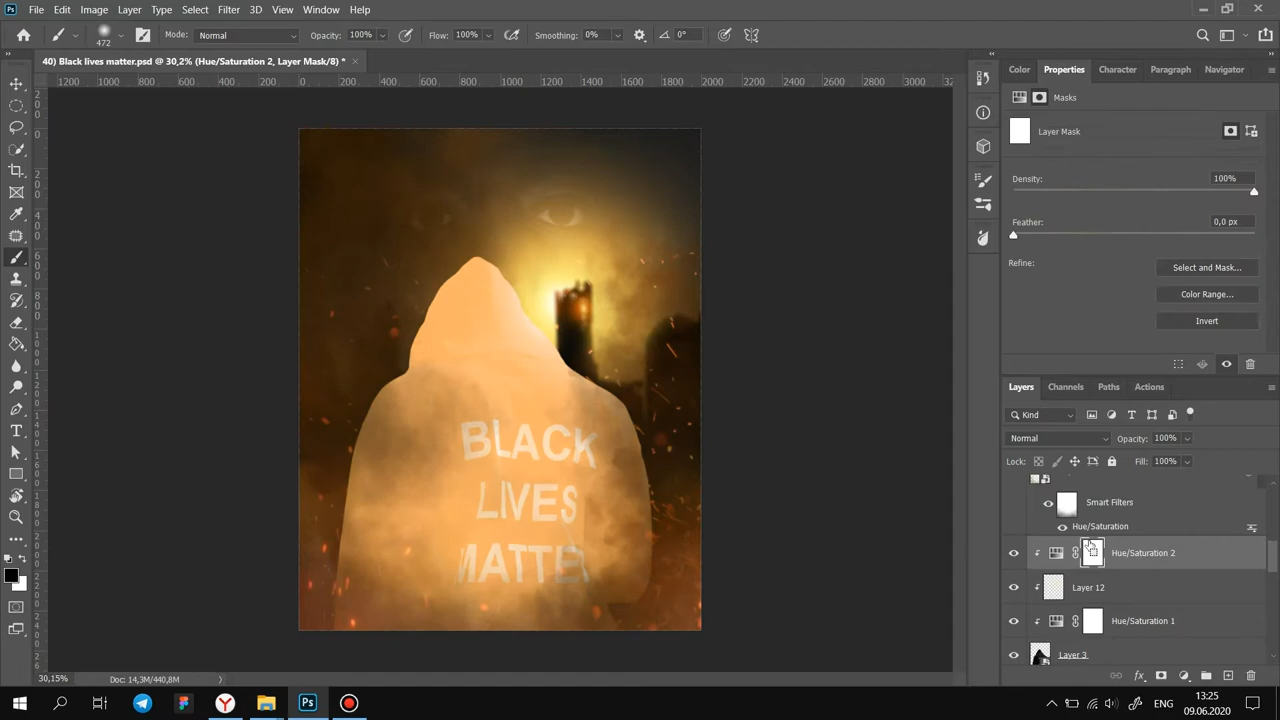 Ps File Edit Image Layer Type Select Filter 3D View Window Help
472 Mode: Normal Opacity: 100% Flow: 100% Smoothing: 0% 0°
40) Black lives matter.psd @ 30,2% (Hue/Saturation 2, Layer Mask/8) *
1200 1000 800 600 400 200 0 200 400 600 800 1000 1200 1400 1600 1800 2000 2200 2400 2600 2800 3000
Color Properties Character Paragraph Navigator
Masks
Layer Mask
Density: 100%
Feather: 0,0 px
Refine: Select and Mask...
Color Range...
Invert
Layers Channels Paths Actions
Kind
Normal Opacity: 100%
Lock: Fill: 100%
Smart Filters
Hue/Saturation
Hue/Saturation 2
Layer 12
Hue/Saturation 1
Layer 3
BLACK
LIVES
MATTER
30,15% Doc: 14,3M/440,8M
ENG 13:25
09.06.2020